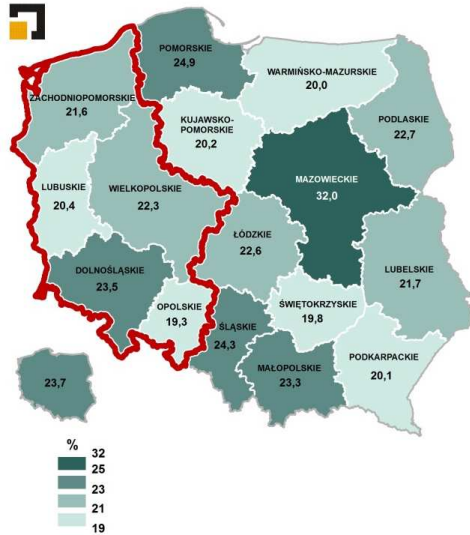 POMORSKIE
24,9
WARMIŃSKO-MAZURSKIE
20,0
ZACHODNIOPOMORSKIE
21,6
KUJAWSKO-
POMORSKIE
20,2
PODLASKIE
22,7
MAZOWIECKIE
32,0
LUBUSKIE
20,4
WIELKOPOLSKIE
22,3
ŁÓDZKIE
22,6
LUBELSKIE
21,7
DOLNOŚLĄSKIE
23,5
OPOLSKIE
19,3
ŚWIĘTOKRZYSKIE
19,8
ŚLĄSKIE
24,3
MAŁOPOLSKIE
23,3
PODKARPACKIE
20,1
23,7
%
32
25
23
21
19